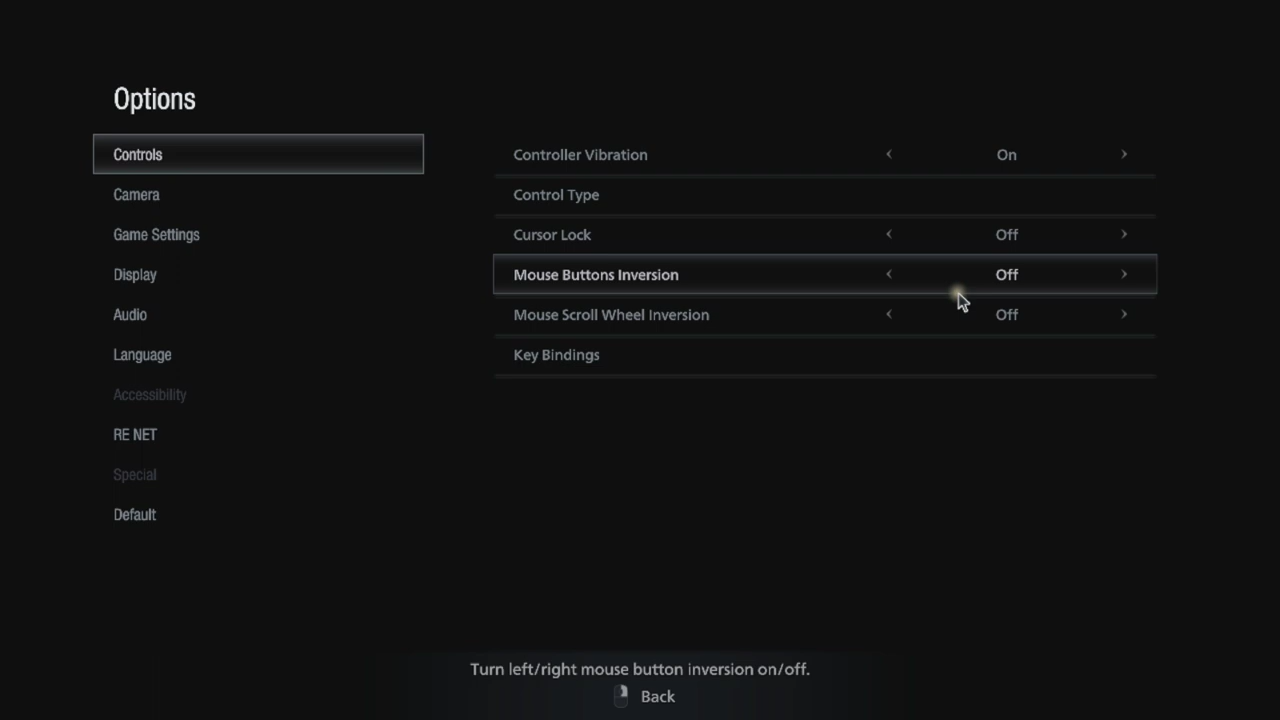 Options
Controls
Camera
Game Settings
Display
Audio
Language
Accessibility
RE NET
Special
Default
Controller Vibration On
Control Type
Cursor Lock Off
Mouse Buttons Inversion Off
Mouse Scroll Wheel Inversion Off
Key Bindings
Turn left/right mouse button inversion on/off.
Back